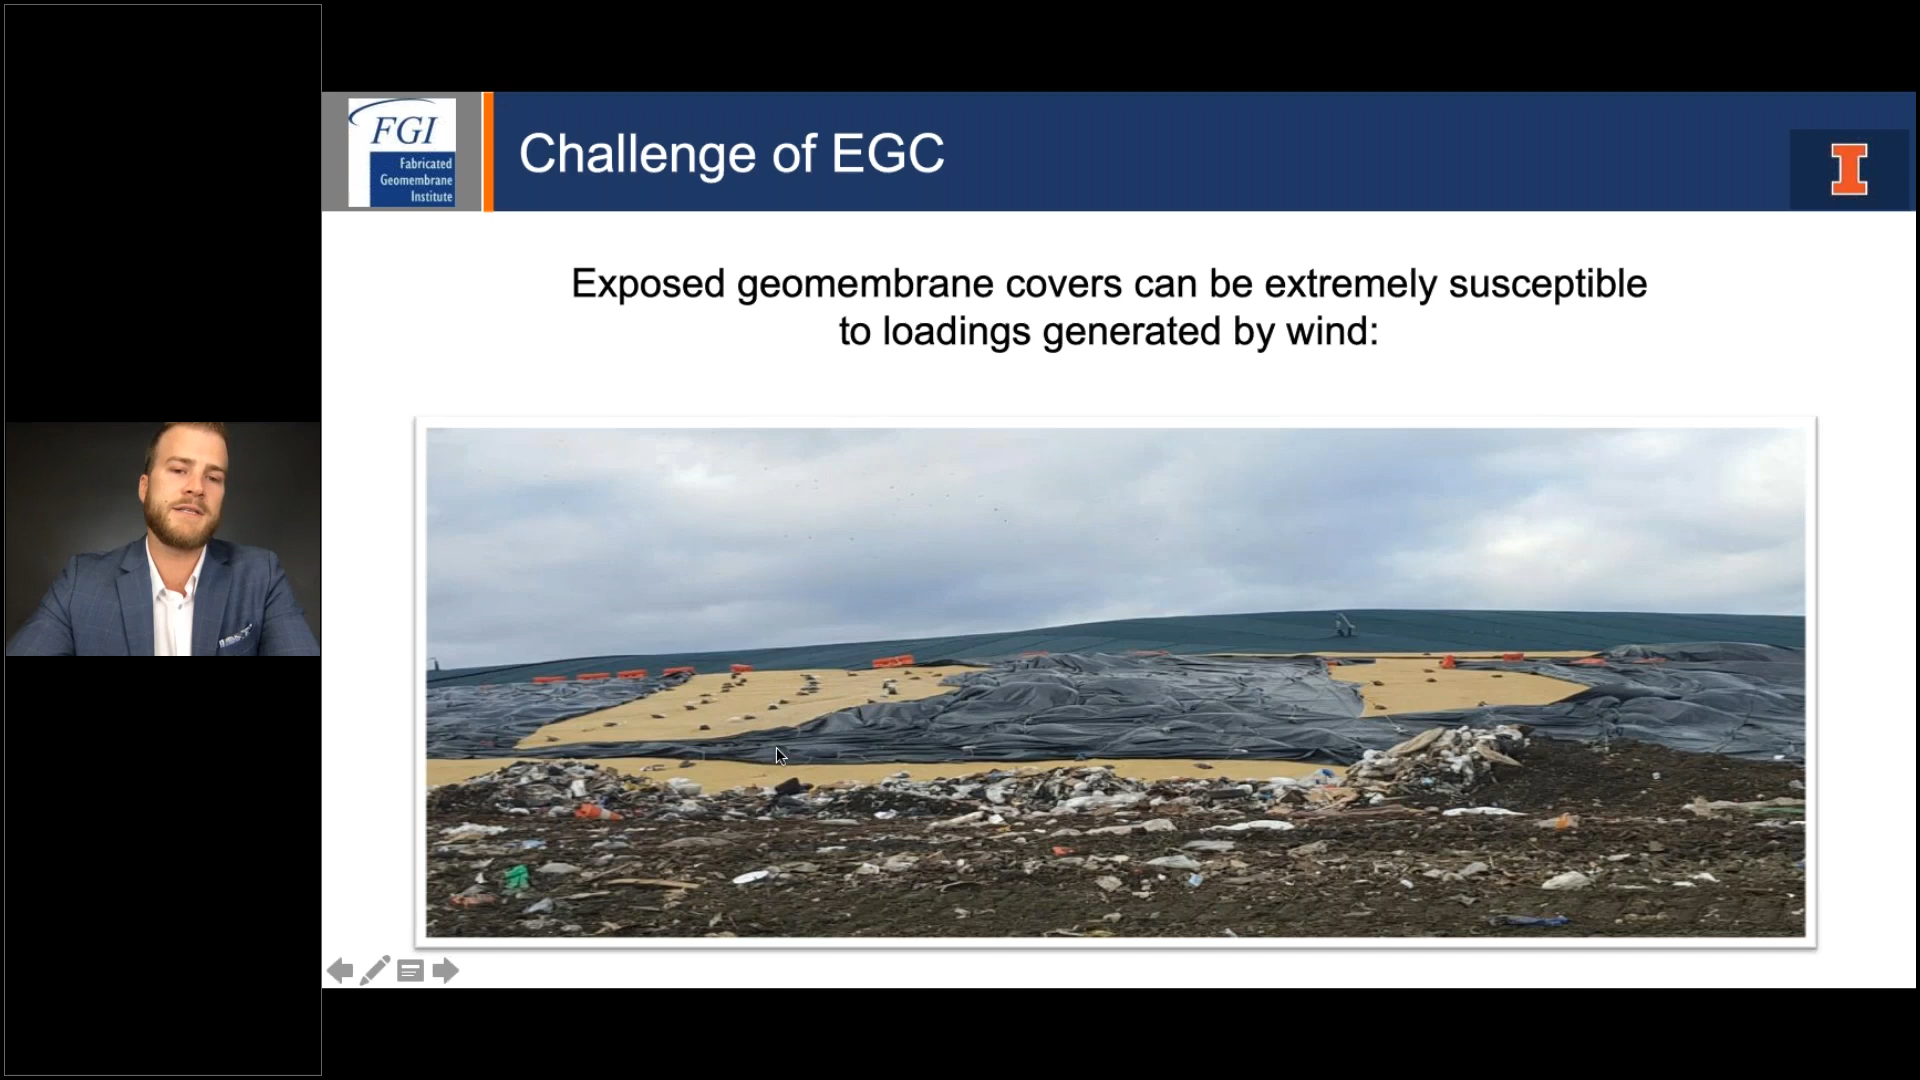 FGI
Fabricated
Geomembrane
Institute
Challenge of EGC
I
Exposed geomembrane covers can be extremely susceptible
to loadings generated by wind: